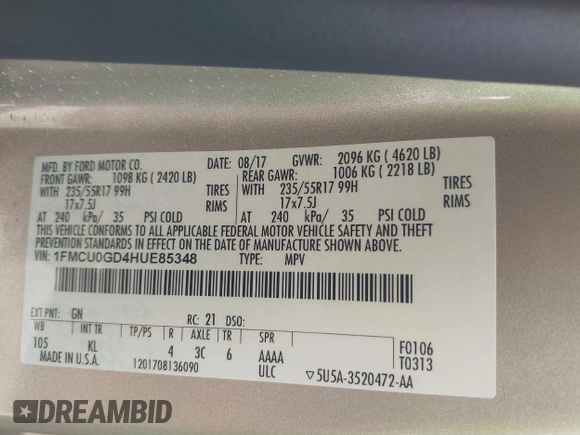 MFD. BY FORD MOTOR CO.
DATE: 08/17 GVWR: 2096 KG ( 4620 LB)
FRONT GAWR: 1098 KG ( 2420 LB) REAR GAWR: 1006 KG ( 2218 LB)
WITH 235/55R17 99H TIRES WITH 235/55R17 99H TIRES
17x7.5J RIMS 17x7.5J RIMS
AT 240 kPa/ 35 PSI COLD AT 240 kPa/ 35 PSI COLD
THIS VEHICLE CONFORMS TO ALL APPLICABLE FEDERAL MOTOR VEHICLE SAFETY AND THEFT
PREVENTION STANDARDS IN EFFECT ON THE DATE OF MANUFACTURE SHOWN ABOVE.
VIN: 1FMCU0GD4HUE85348 TYPE: MPV
EXT PNT: GN RC: 21 DSO:
WB INT TR TP/PS R AXLE TR SPR
105 KL 4 3C 6 AAAA F0106
MADE IN U.S.A. 1201708136090 ULC T0313
▽5U5A-3520472-AA
DREAMBID